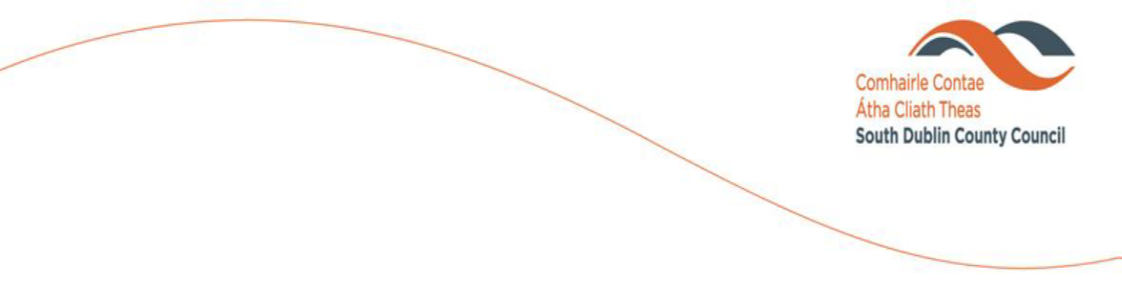 Comhairle Contae
Átha Cliath Theas
South Dublin County Council